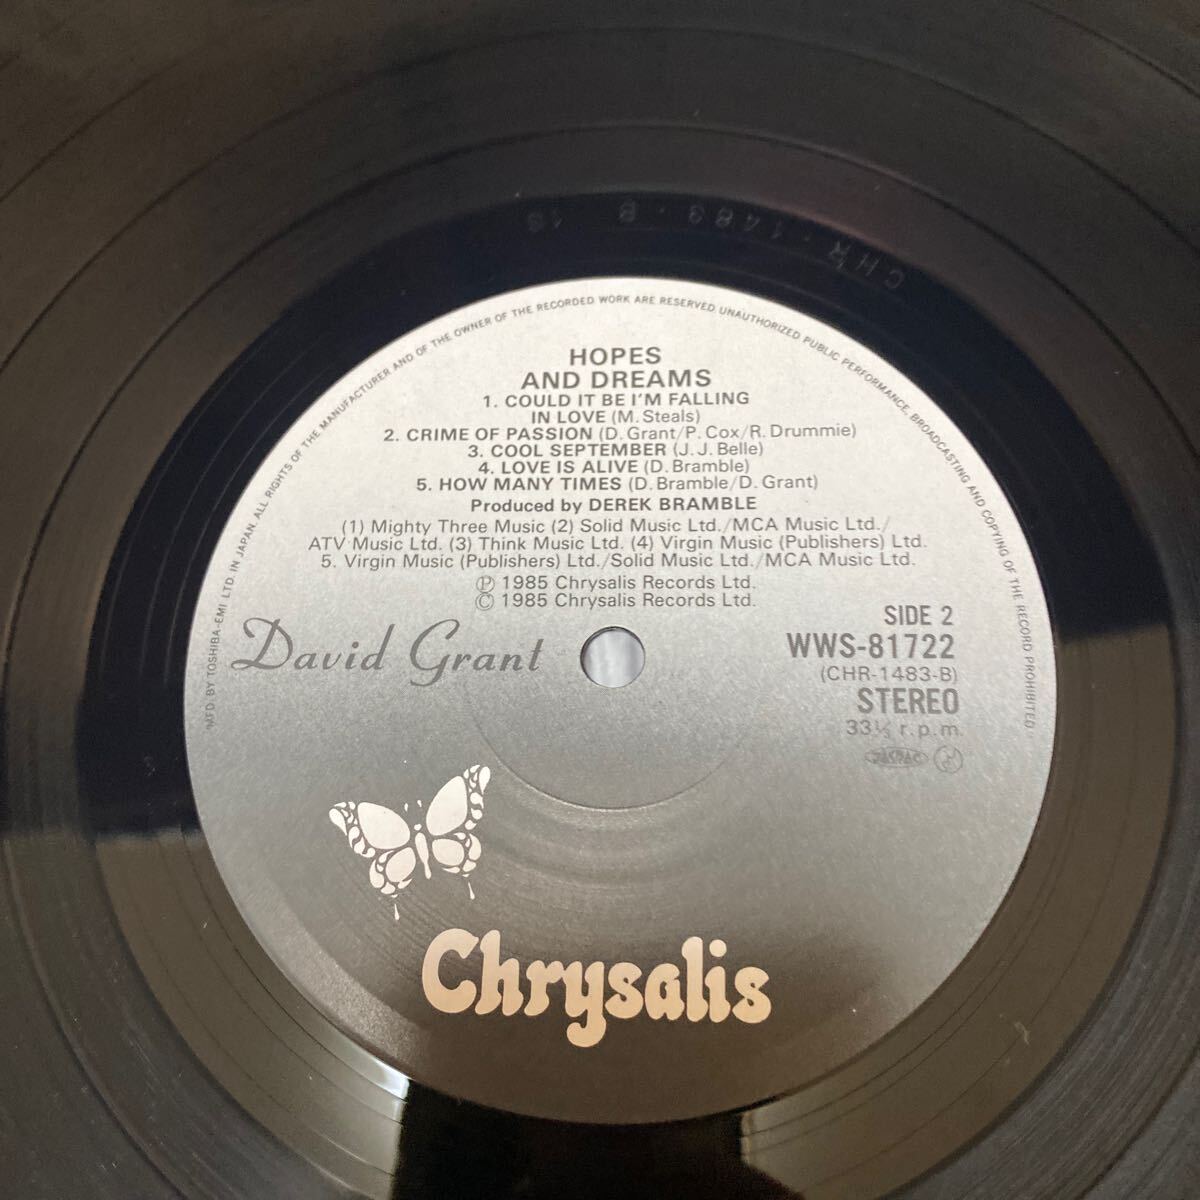 CHR·1483·B 1S
MFD. BY TOSHIBA-EMI LTD. IN JAPAN. ALL RIGHTS OF THE MANUFACTURER AND OF THE OWNER OF THE RECORDED WORK ARE RESERVED UNAUTHORIZED PUBLIC PERFORMANCE, BROADCASTING AND COPYING OF THE RECORD PROHIBITED.
HOPES
AND DREAMS
1. COULD IT BE I'M FALLING
IN LOVE (M. Steals)
2. CRIME OF PASSION (D. Grant/P. Cox/R. Drummie)
3. COOL SEPTEMBER (J. J. Belle)
4. LOVE IS ALIVE (D. Bramble)
5. HOW MANY TIMES (D. Bramble/D. Grant)
Produced by DEREK BRAMBLE
(1) Mighty Three Music (2) Solid Music Ltd./MCA Music Ltd./
ATV Music Ltd. (3) Think Music Ltd. (4) Virgin Music (Publishers) Ltd.
5. Virgin Music (Publishers) Ltd./Solid Music Ltd./MCA Music Ltd.
℗ 1985 Chrysalis Records Ltd.
© 1985 Chrysalis Records Ltd.
David Grant
SIDE 2
WWS-81722
(CHR-1483-B)
STEREO
33⅓ r.p.m.
JASRAC
Chrysalis